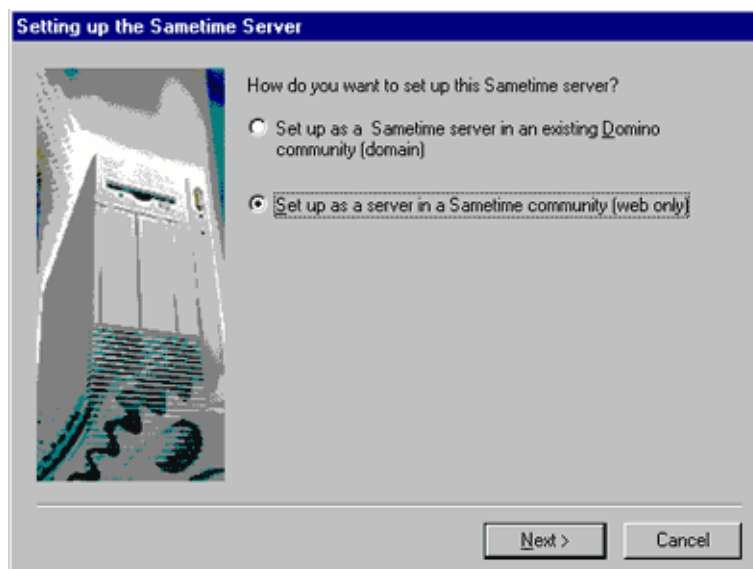 Setting up the Sametime Server
How do you want to set up this Sametime server?
Set up as a Sametime server in an existing Domino
community (domain)
Set up as a server in a Sametime community (web only)
Next >
Cancel